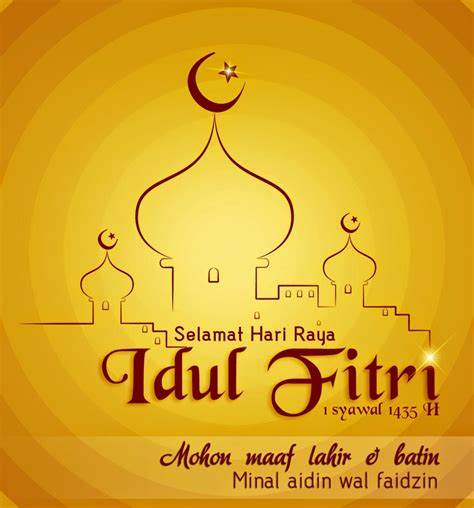 Selamat Hari Raya
Idul Fitri
1 syawal 1435 H
Mohon maaf lahir & batin
Minal aidin wal faidzin